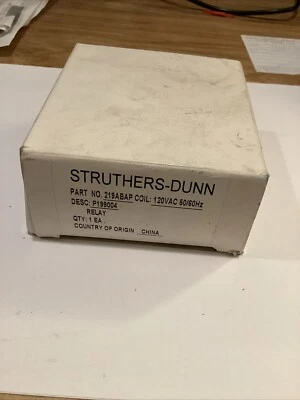 STRUTHERS-DUNN
PART NO. 219ABAP COIL: 120VAC 50/60Hz
DESC: P199004
RELAY
QTY: 1 EA.
COUNTRY OF ORIGIN CHINA